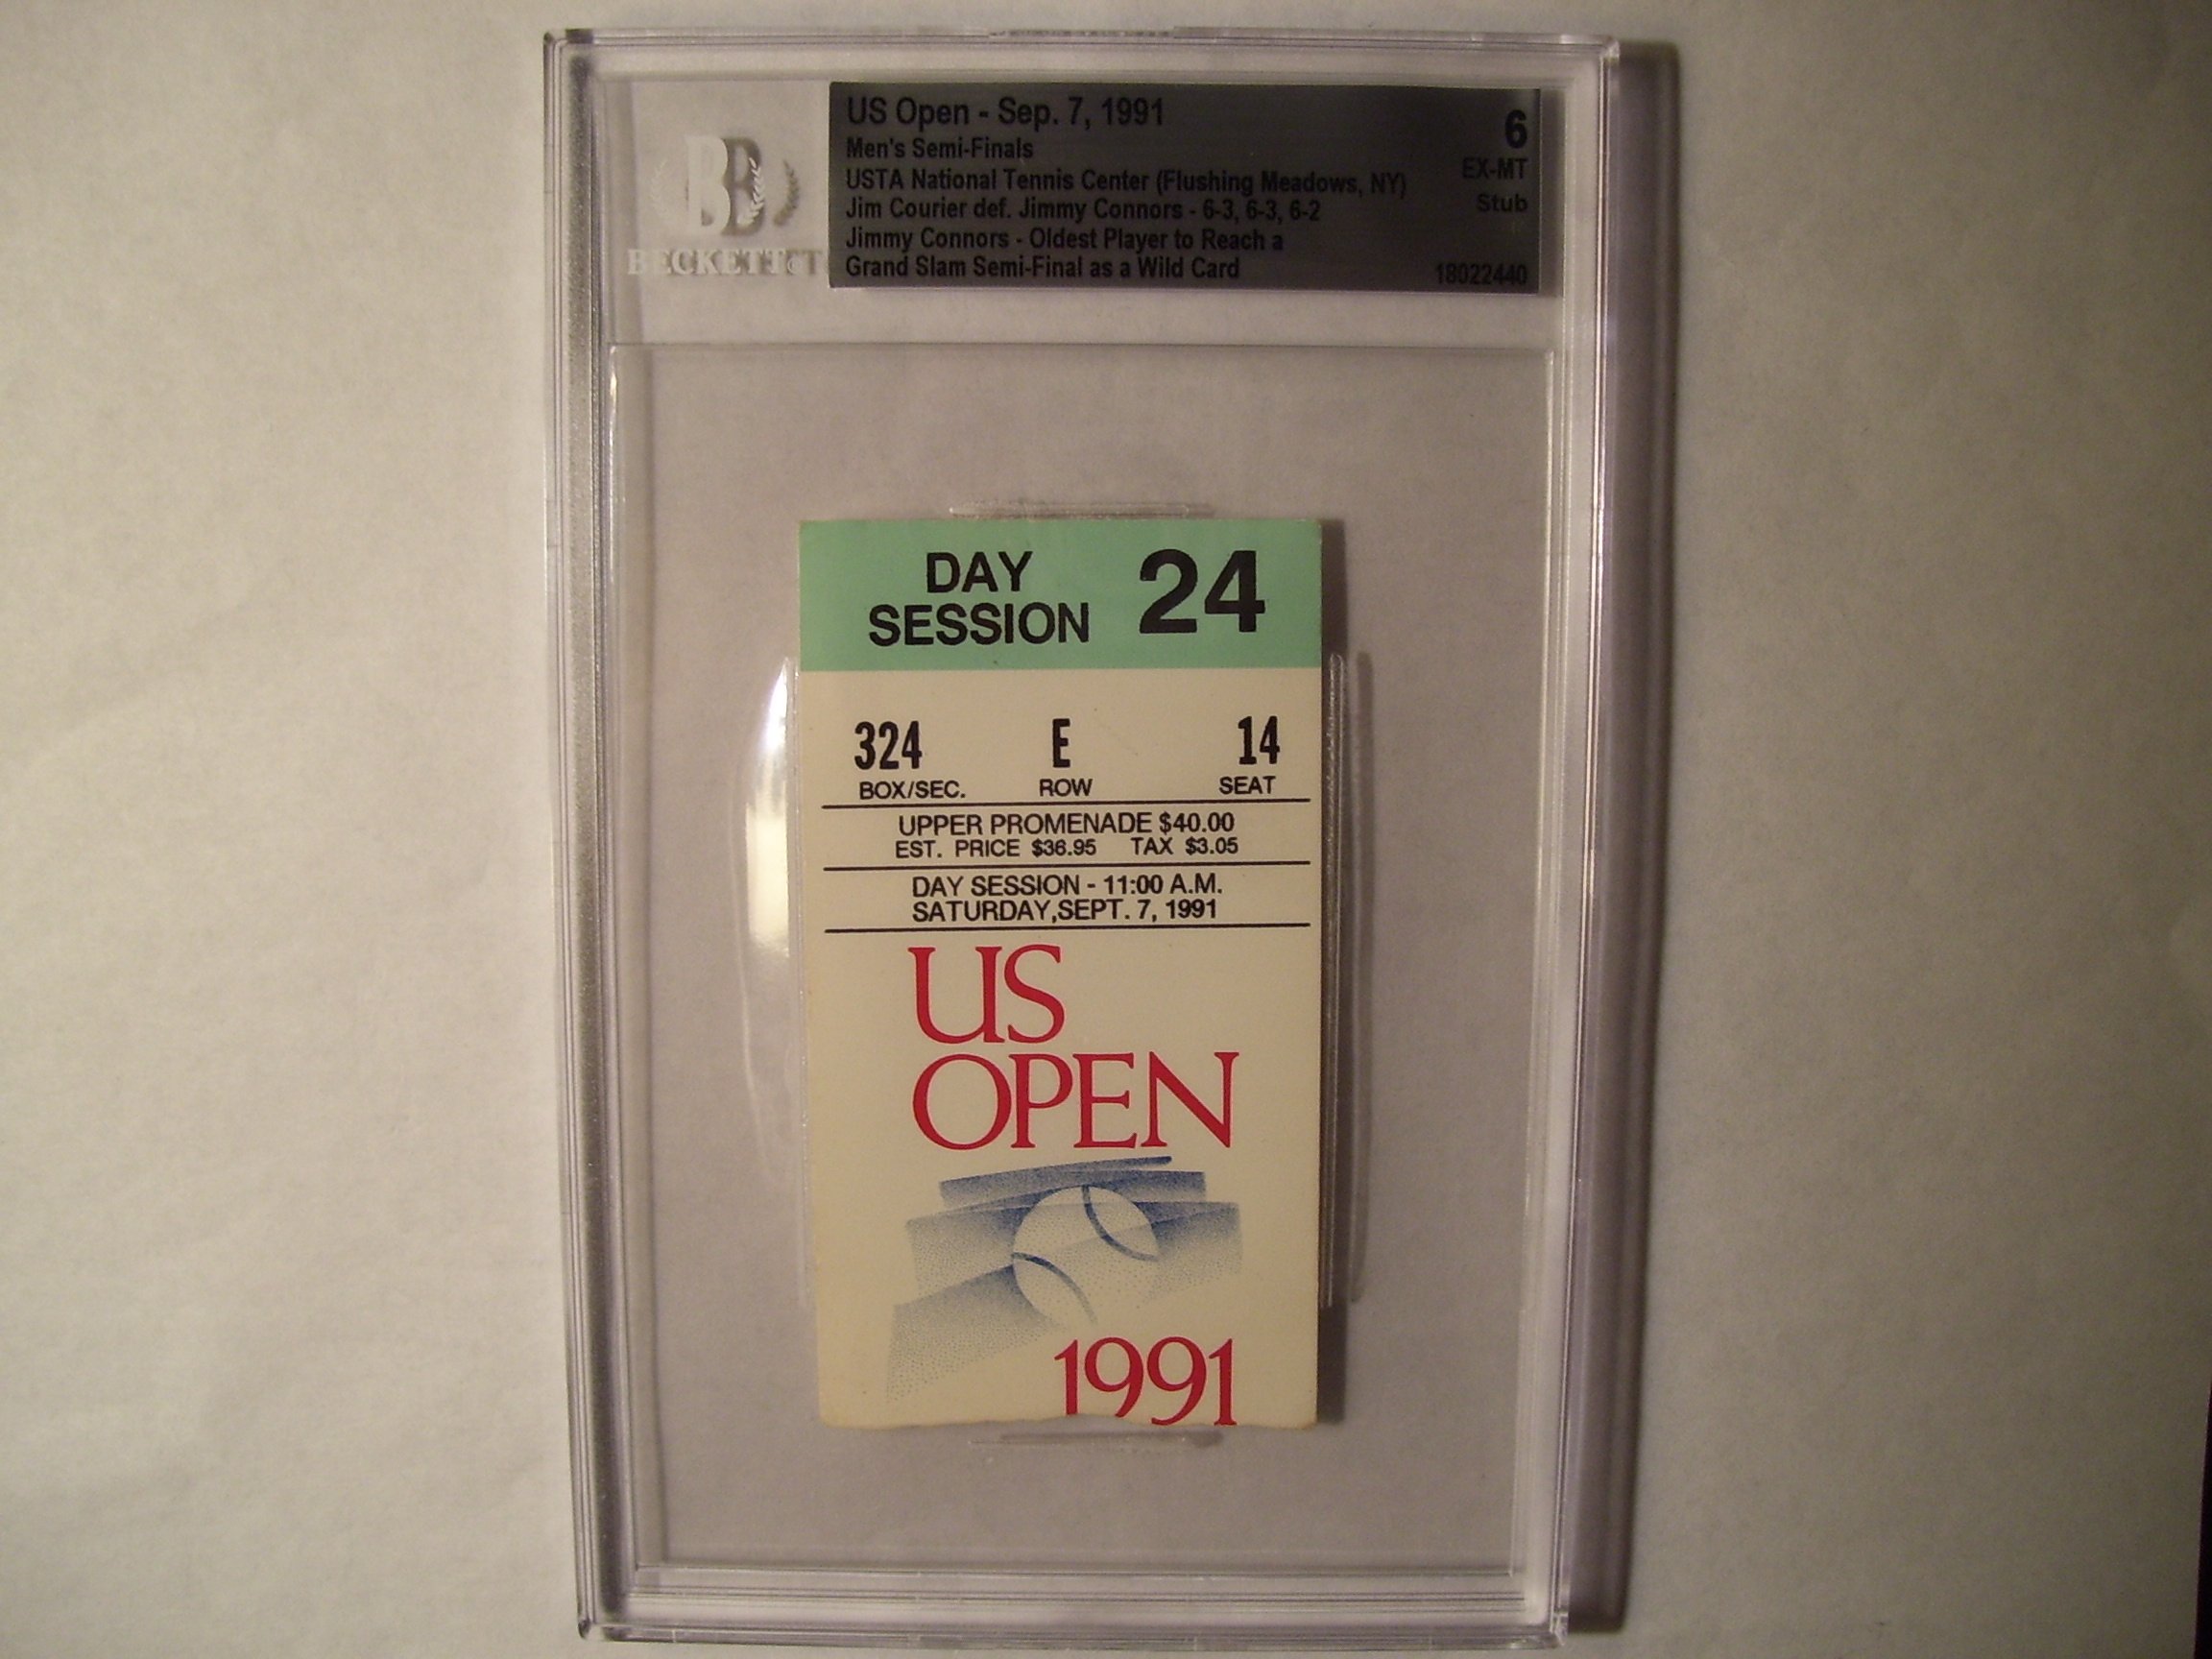 US Open - Sep. 7, 1991
6
Men's Semi-Finals
EX-MT
USTA National Tennis Center (Flushing Meadows, NY)
Stub
Jim Courier def. Jimmy Connors - 6-3, 6-3, 6-2
Jimmy Connors - Oldest Player to Reach a
Grand Slam Semi-Final as a Wild Card
18022440
BECKETT
DAY
SESSION
24
324 E 14
BOX/SEC. ROW SEAT
UPPER PROMENADE $40.00
EST. PRICE $36.95 TAX $3.05
DAY SESSION - 11:00 A.M.
SATURDAY,SEPT. 7, 1991
US
OPEN
1991